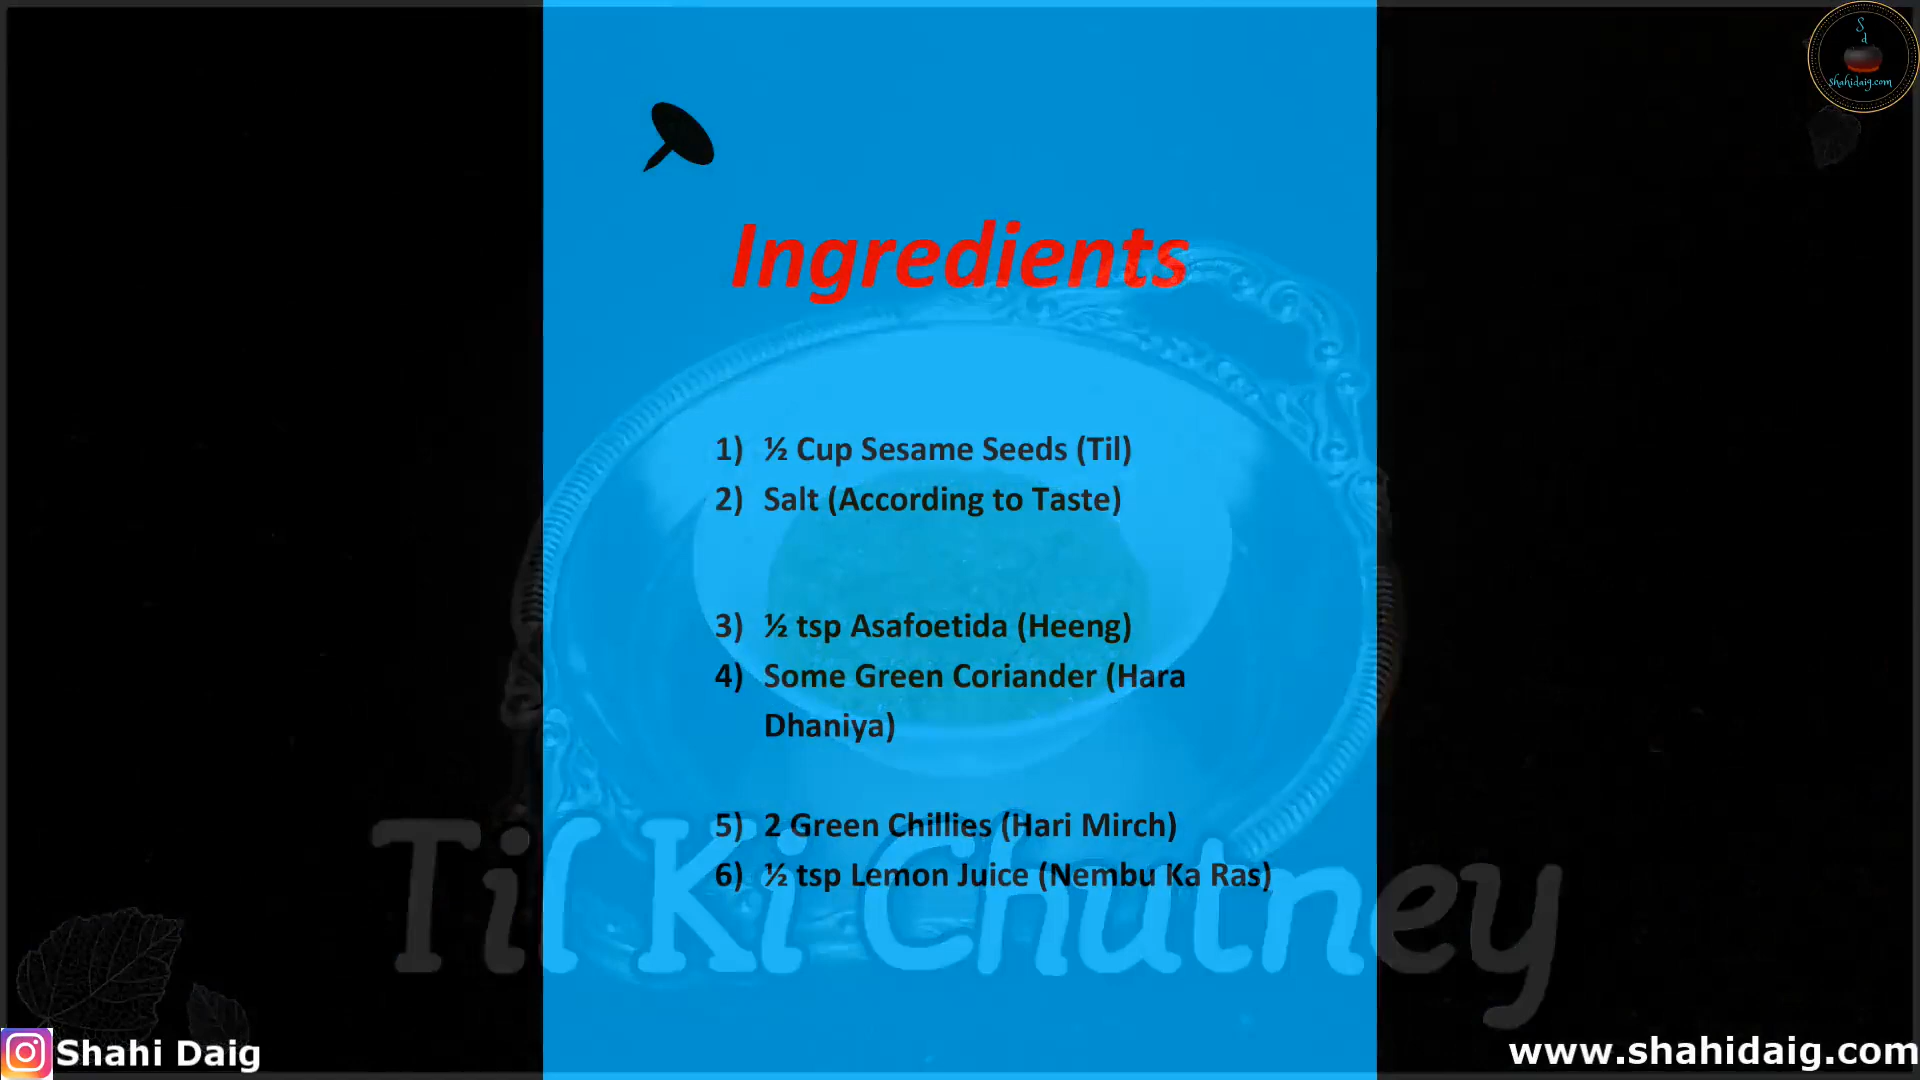 S
d
shahidaig.com
Ingredients
1) ½ Cup Sesame Seeds (Til)
2) Salt (According to Taste)
3) ½ tsp Asafoetida (Heeng)
4) Some Green Coriander (Hara
Dhaniya)
5) 2 Green Chillies (Hari Mirch)
6) ½ tsp Lemon Juice (Nembu Ka Ras)
Til Ki Chutney
Shahi Daig
www.shahidaig.com